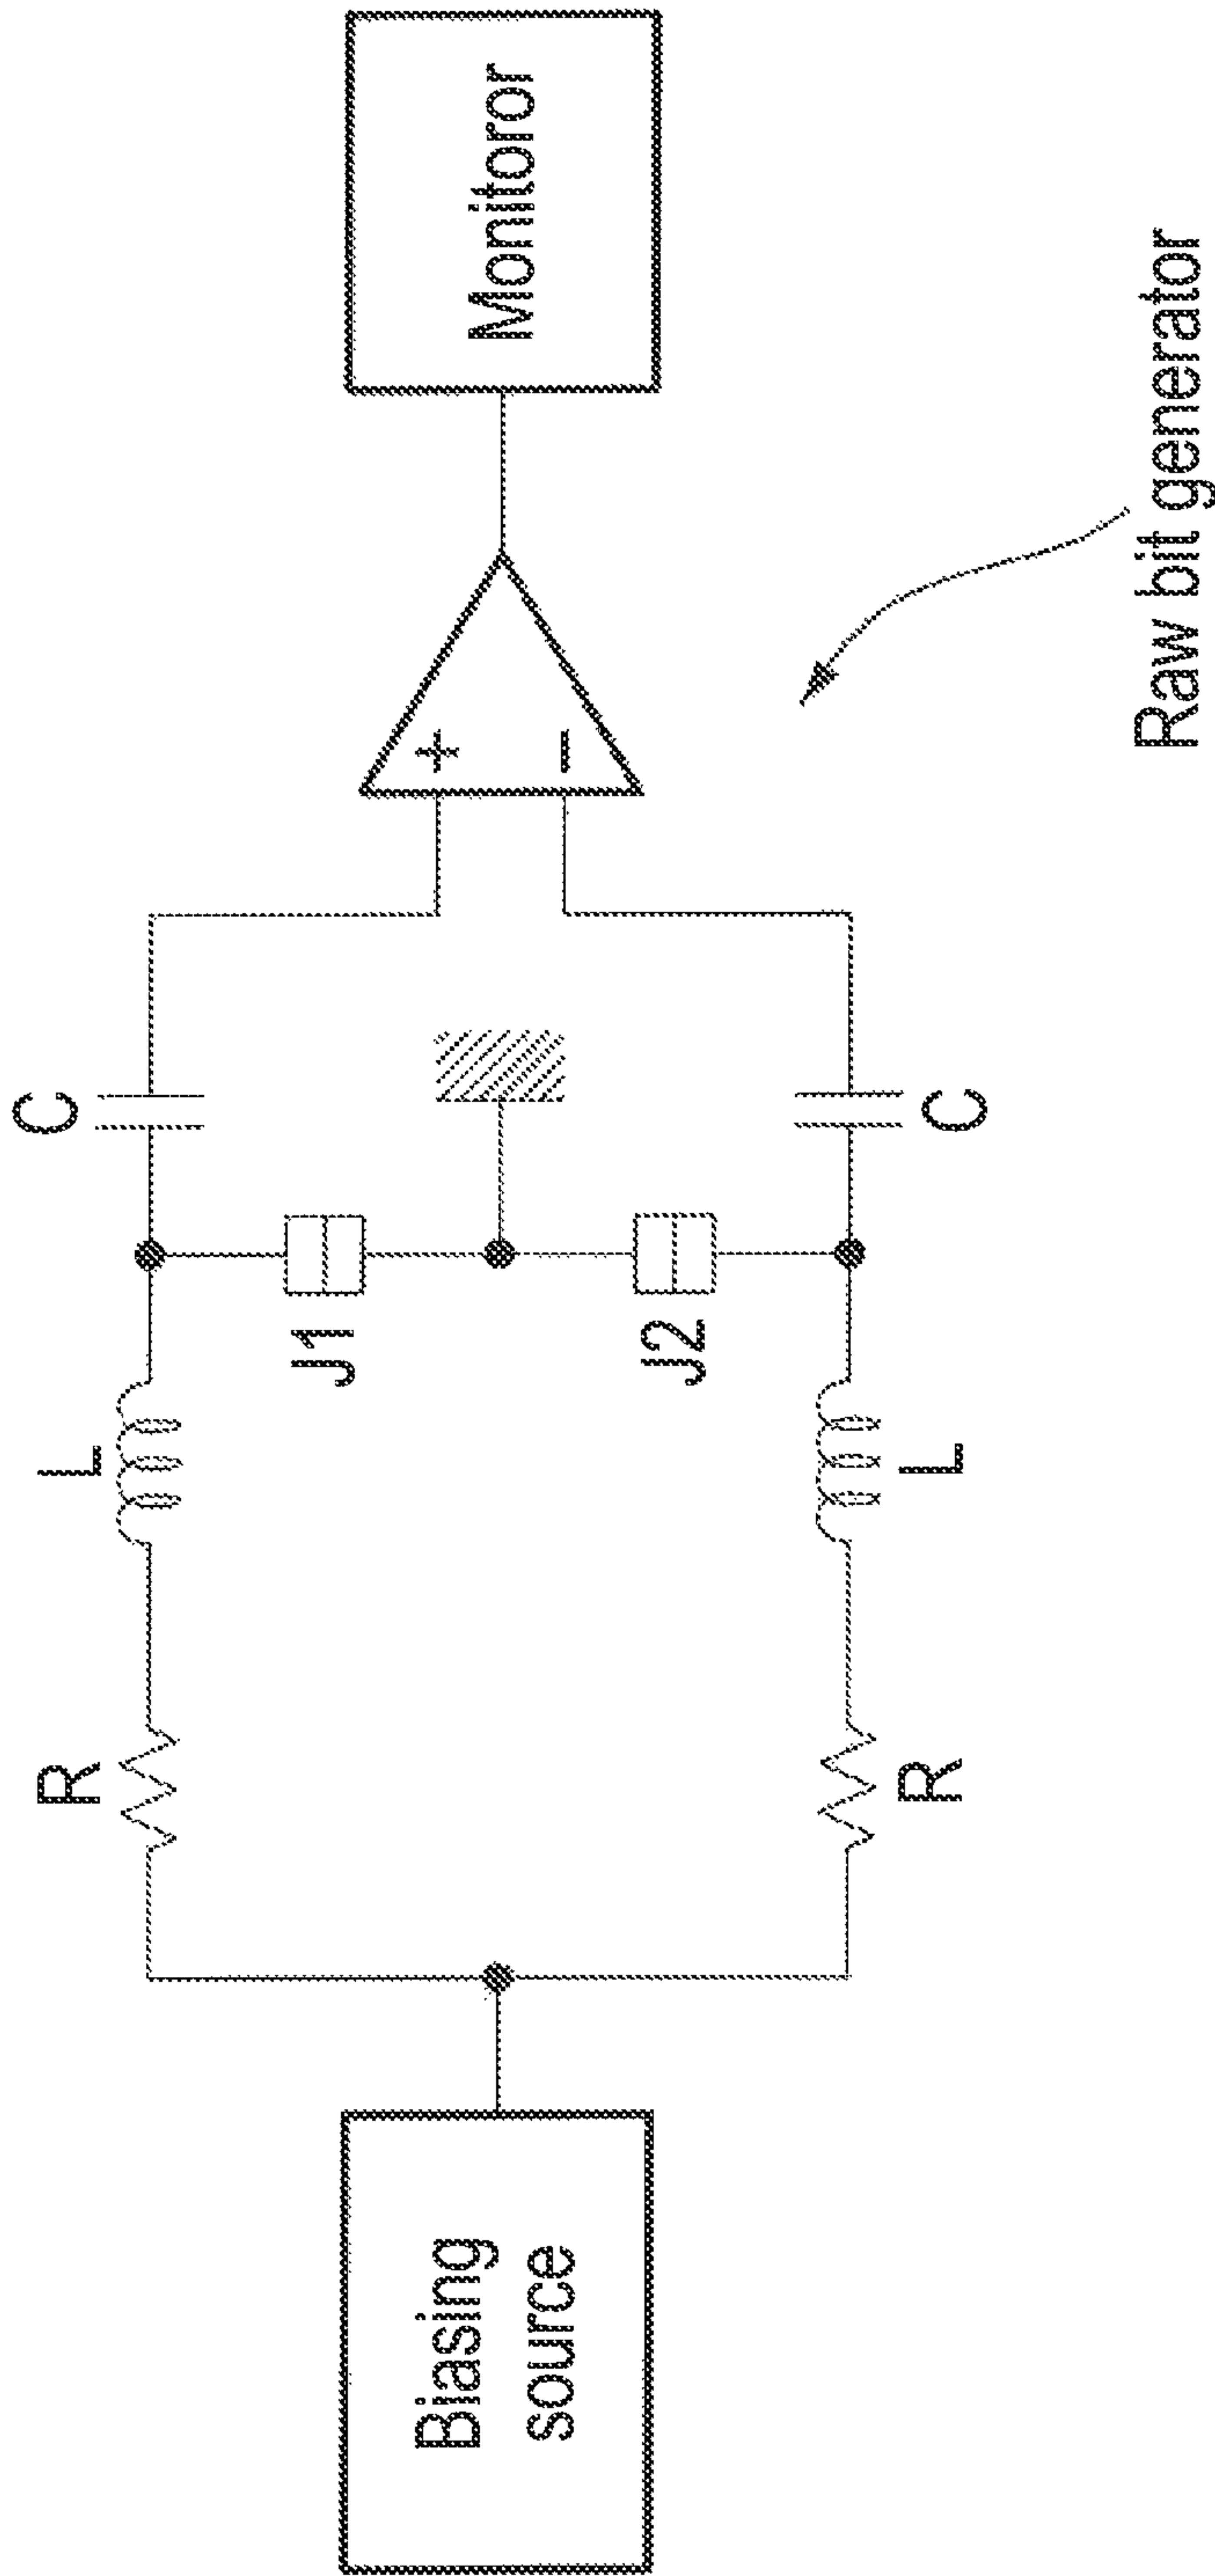 Biasing
source
R
L
C
J1
J2
R
L
C
+
−
Monitoror
Raw bit generator